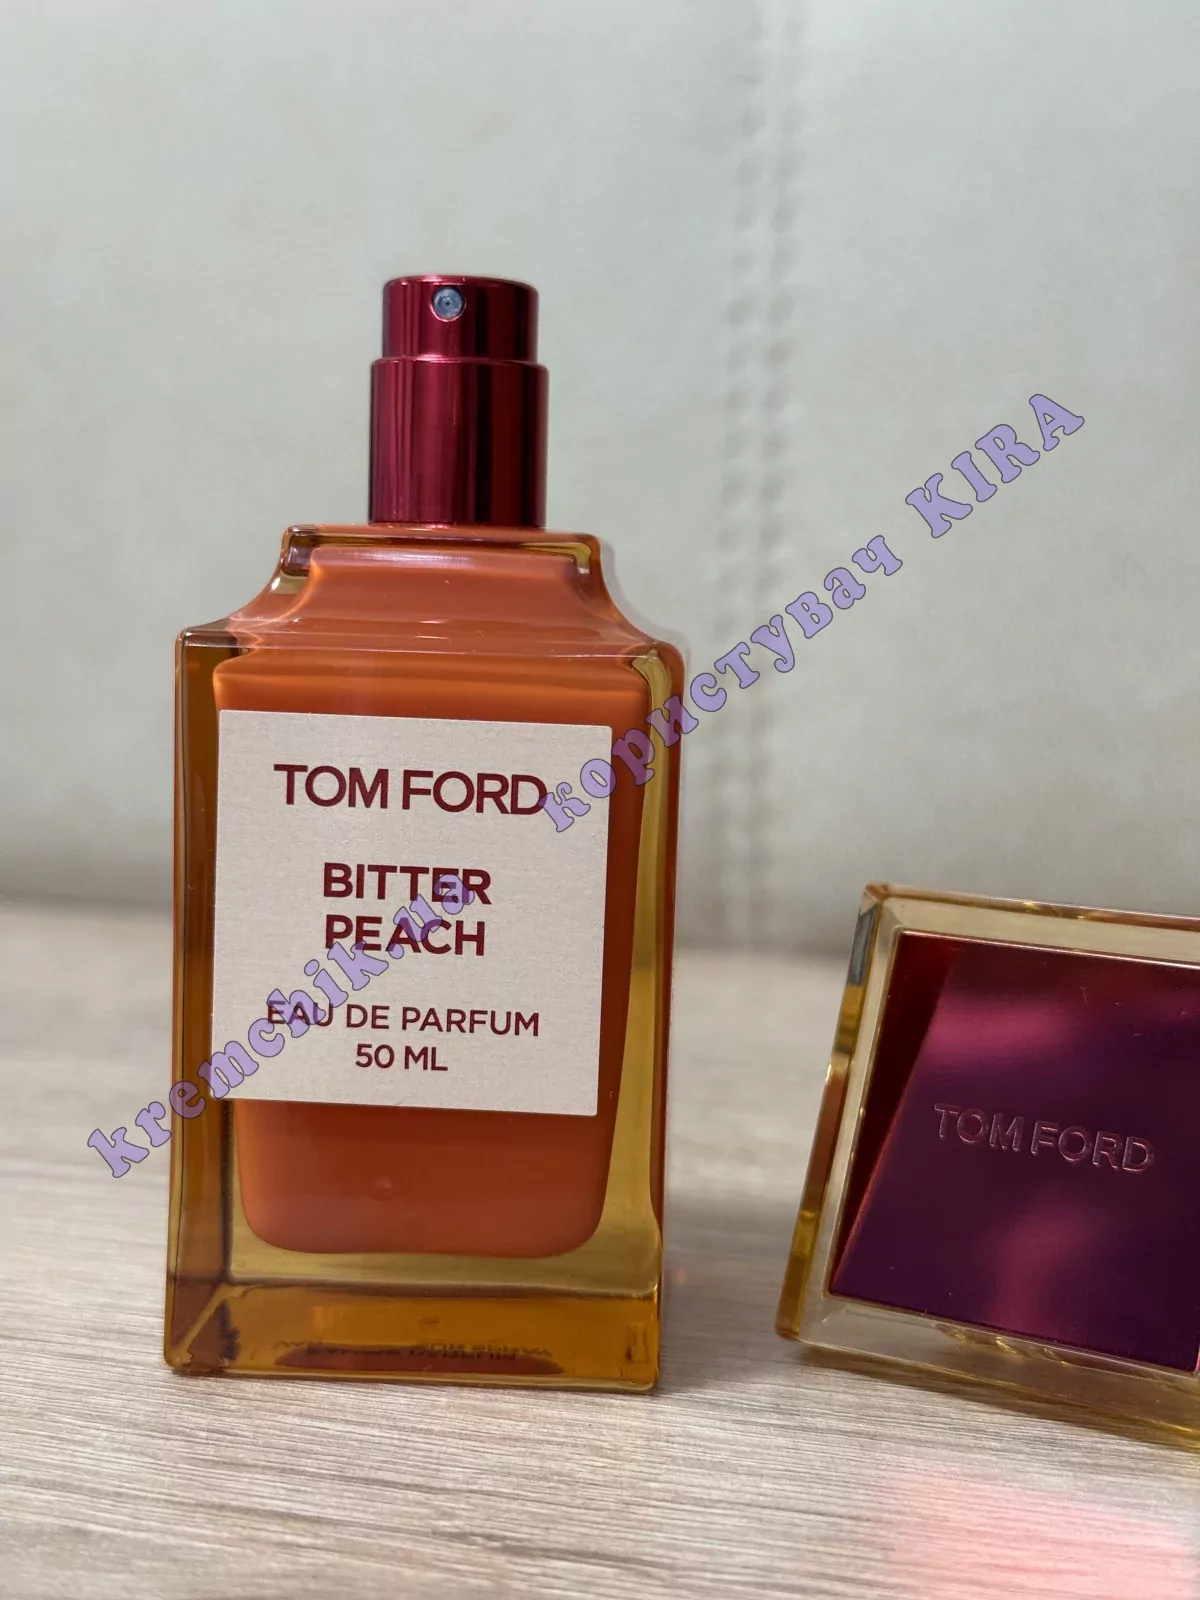 TOM FORD
BITTER
PEACH
EAU DE PARFUM
50 ML
TOM FORD
kremchik.ua
користувач KIRA